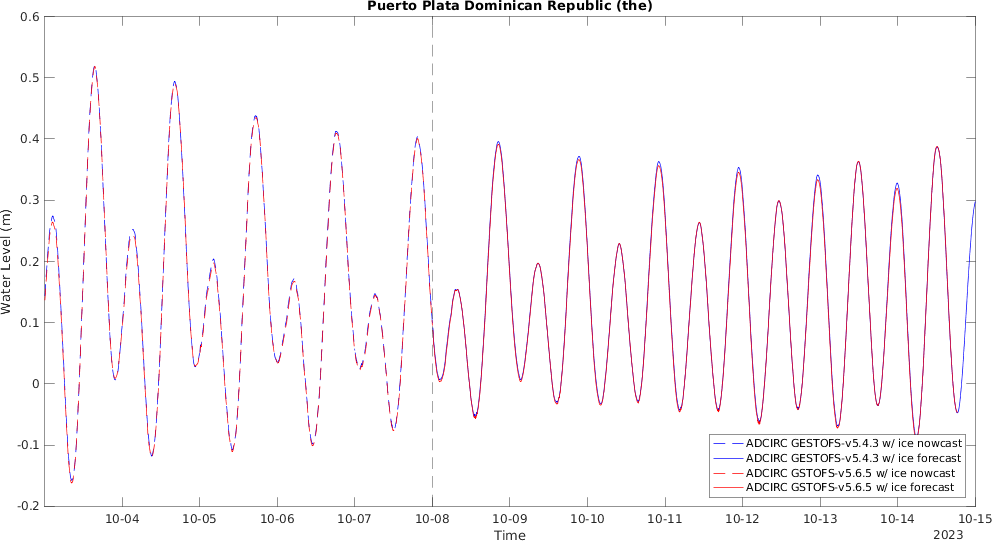 Puerto Plata Dominican Republic (the)
0.6
0.5
0.4
0.3
0.2
0.1
0
-0.1
-0.2
Water Level (m)
ADCIRC GESTOFS-v5.4.3 w/ ice nowcast
ADCIRC GESTOFS-v5.4.3 w/ ice forecast
ADCIRC GSTOFS-v5.6.5 w/ ice nowcast
ADCIRC GSTOFS-v5.6.5 w/ ice forecast
10-04 10-05 10-06 10-07 10-08 10-09 10-10 10-11 10-12 10-13 10-14 10-15
Time
2023